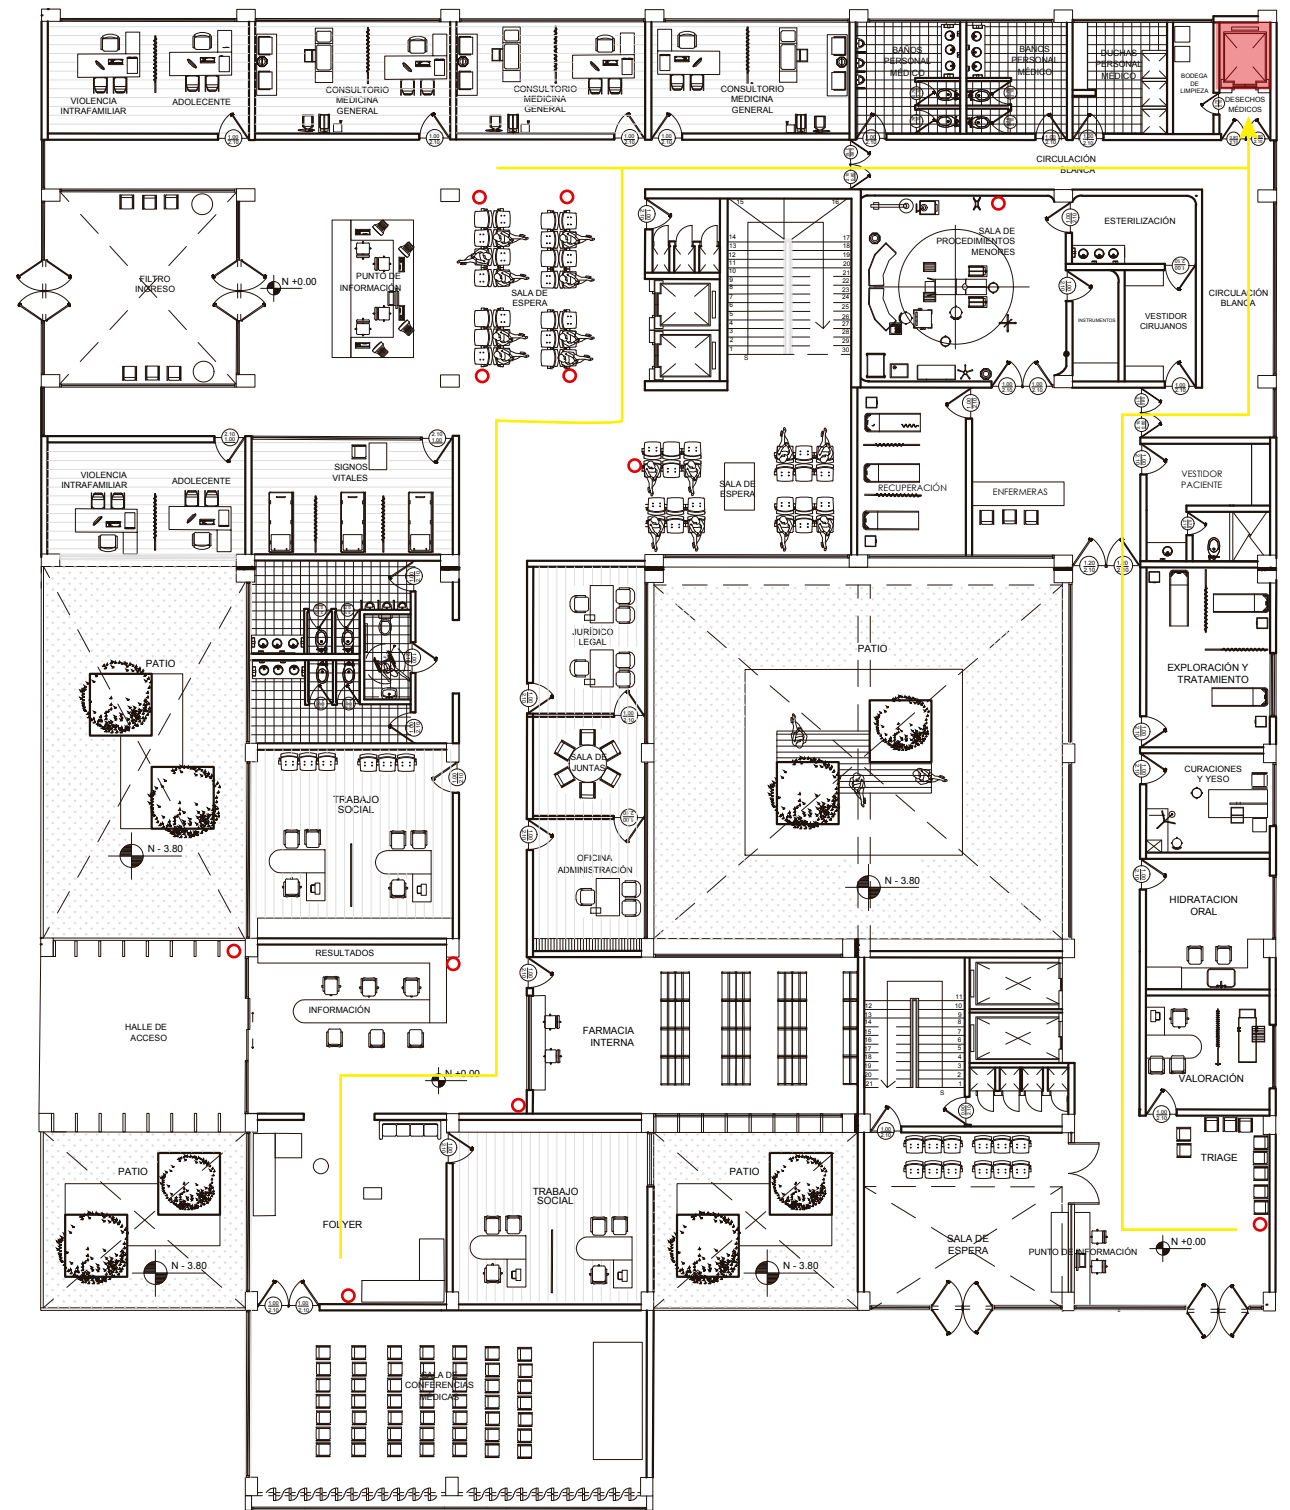 VIOLENCIA
INTRAFAMILIAR
ADOLECENTE
CONSULTORIO
MEDICINA
GENERAL
CONSULTORIO
MEDICINA
GENERAL
CONSULTORIO
MEDICINA
GENERAL
BAÑOS
PERSONAL
MÉDICO
BAÑOS
PERSONAL
MÉDICO
DUCHAS
PERSONAL
MÉDICO
BODEGA
DE
LIMPIEZA
DESECHOS
MÉDICOS
CIRCULACIÓN
BLANCA
FILTRO
INGRESO
N +0.00
PUNTO DE
INFORMACIÓN
SALA DE
ESPERA
SALA DE
PROCEDIMIENTOS
MENORES
ESTERILIZACIÓN
INSTRUMENTOS
VESTIDOR
CIRUJANOS
CIRCULACIÓN
BLANCA
VIOLENCIA
INTRAFAMILIAR
ADOLECENTE
SIGNOS
VITALES
SALA DE
ESPERA
RECUPERACIÓN
ENFERMERAS
VESTIDOR
PACIENTE
PATIO
N - 3.80
JURÍDICO
LEGAL
SALA DE
JUNTAS
OFICINA
ADMINISTRACIÓN
PATIO
N - 3.80
EXPLORACIÓN Y
TRATAMIENTO
CURACIONES
Y YESO
HIDRATACION
ORAL
VALORACIÓN
TRABAJO
SOCIAL
RESULTADOS
INFORMACIÓN
HALLE DE
ACCESO
N +0.00
FARMACIA
INTERNA
TRIAGE
PATIO
N - 3.80
FOLYER
TRABAJO
SOCIAL
PATIO
N - 3.80
SALA DE
ESPERA
PUNTO DE INFORMACIÓN
N +0.00
SALA DE
CONFERENCIAS
MÉDICAS